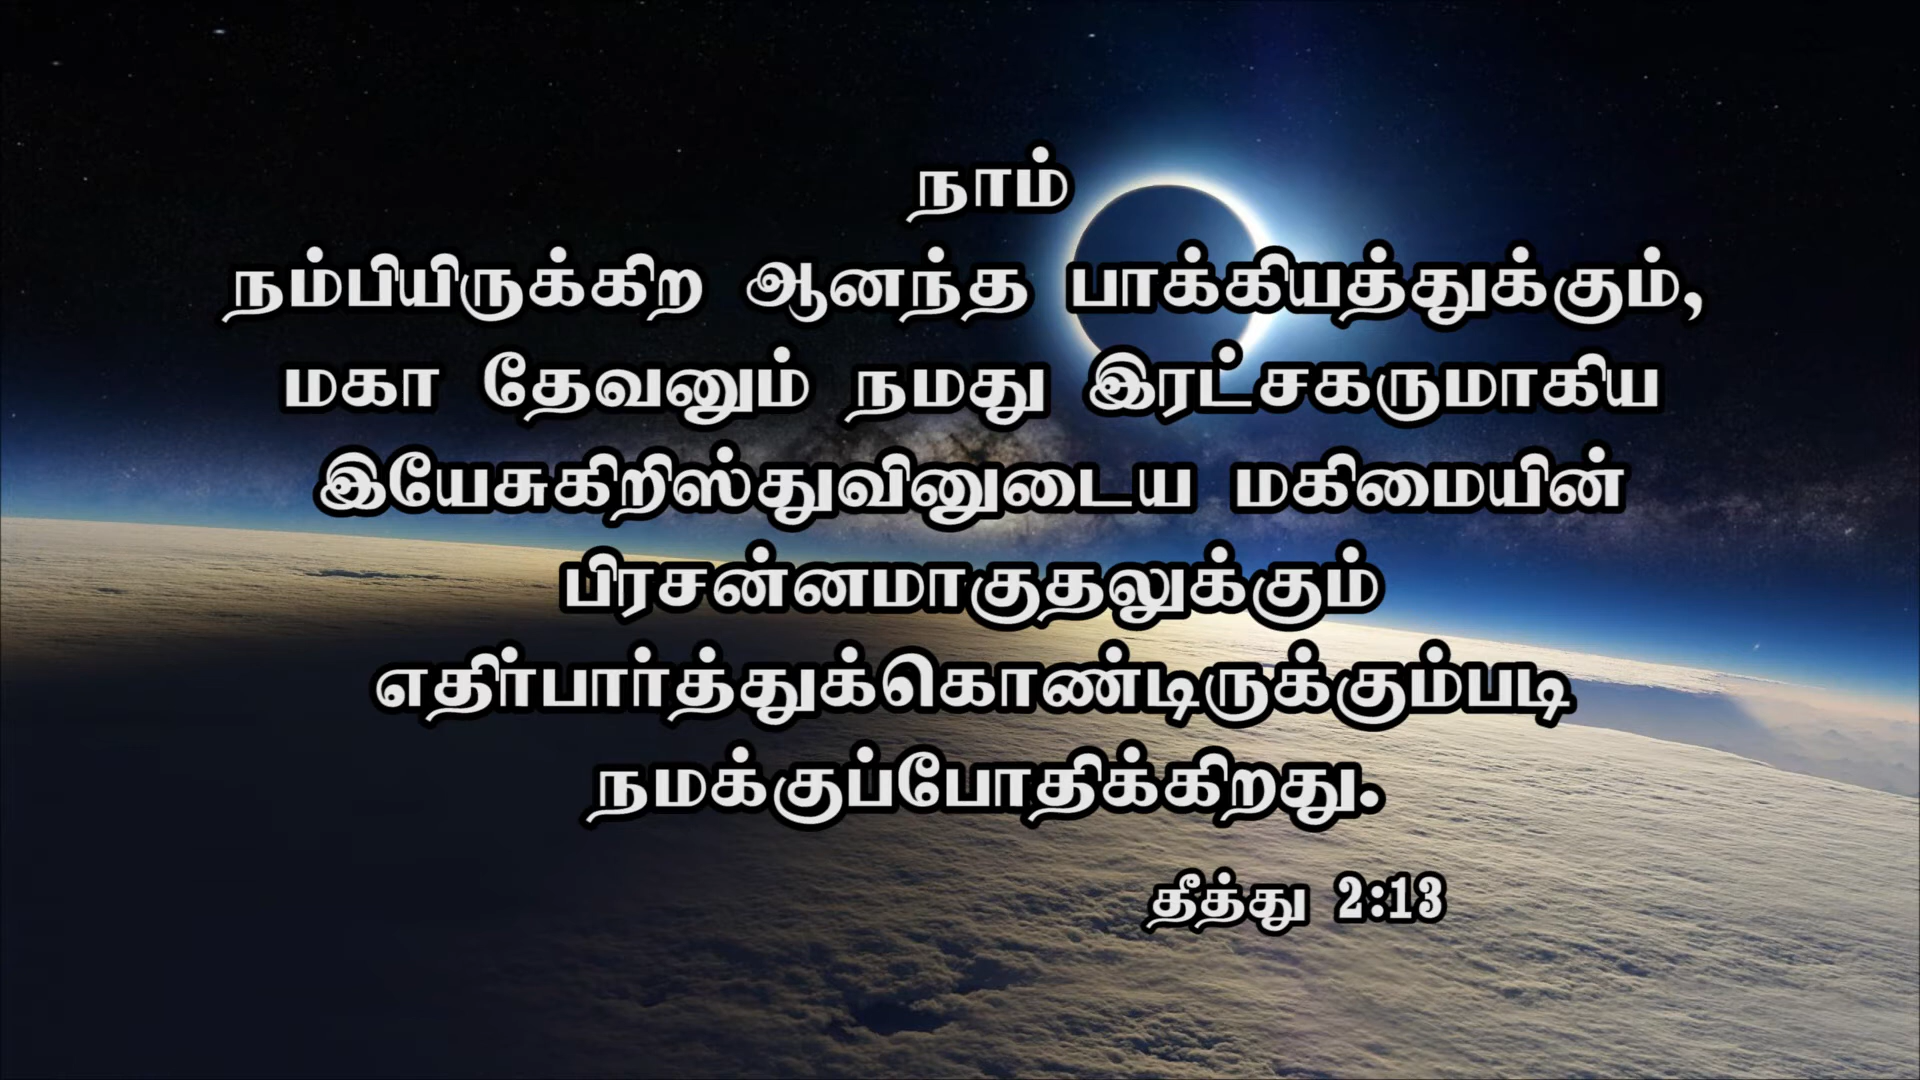 நாம்
நம்பியிருக்கிற ஆனந்த பாக்கியத்துக்கும்,
மகா தேவனும் நமது இரட்சகருமாகிய
இயேசுகிறிஸ்துவினுடைய மகிமையின்
பிரசன்னமாகுதலுக்கும்
எதிர்பார்த்துக்கொண்டிருக்கும்படி
நமக்குப்போதிக்கிறது.
தீத்து 2:13